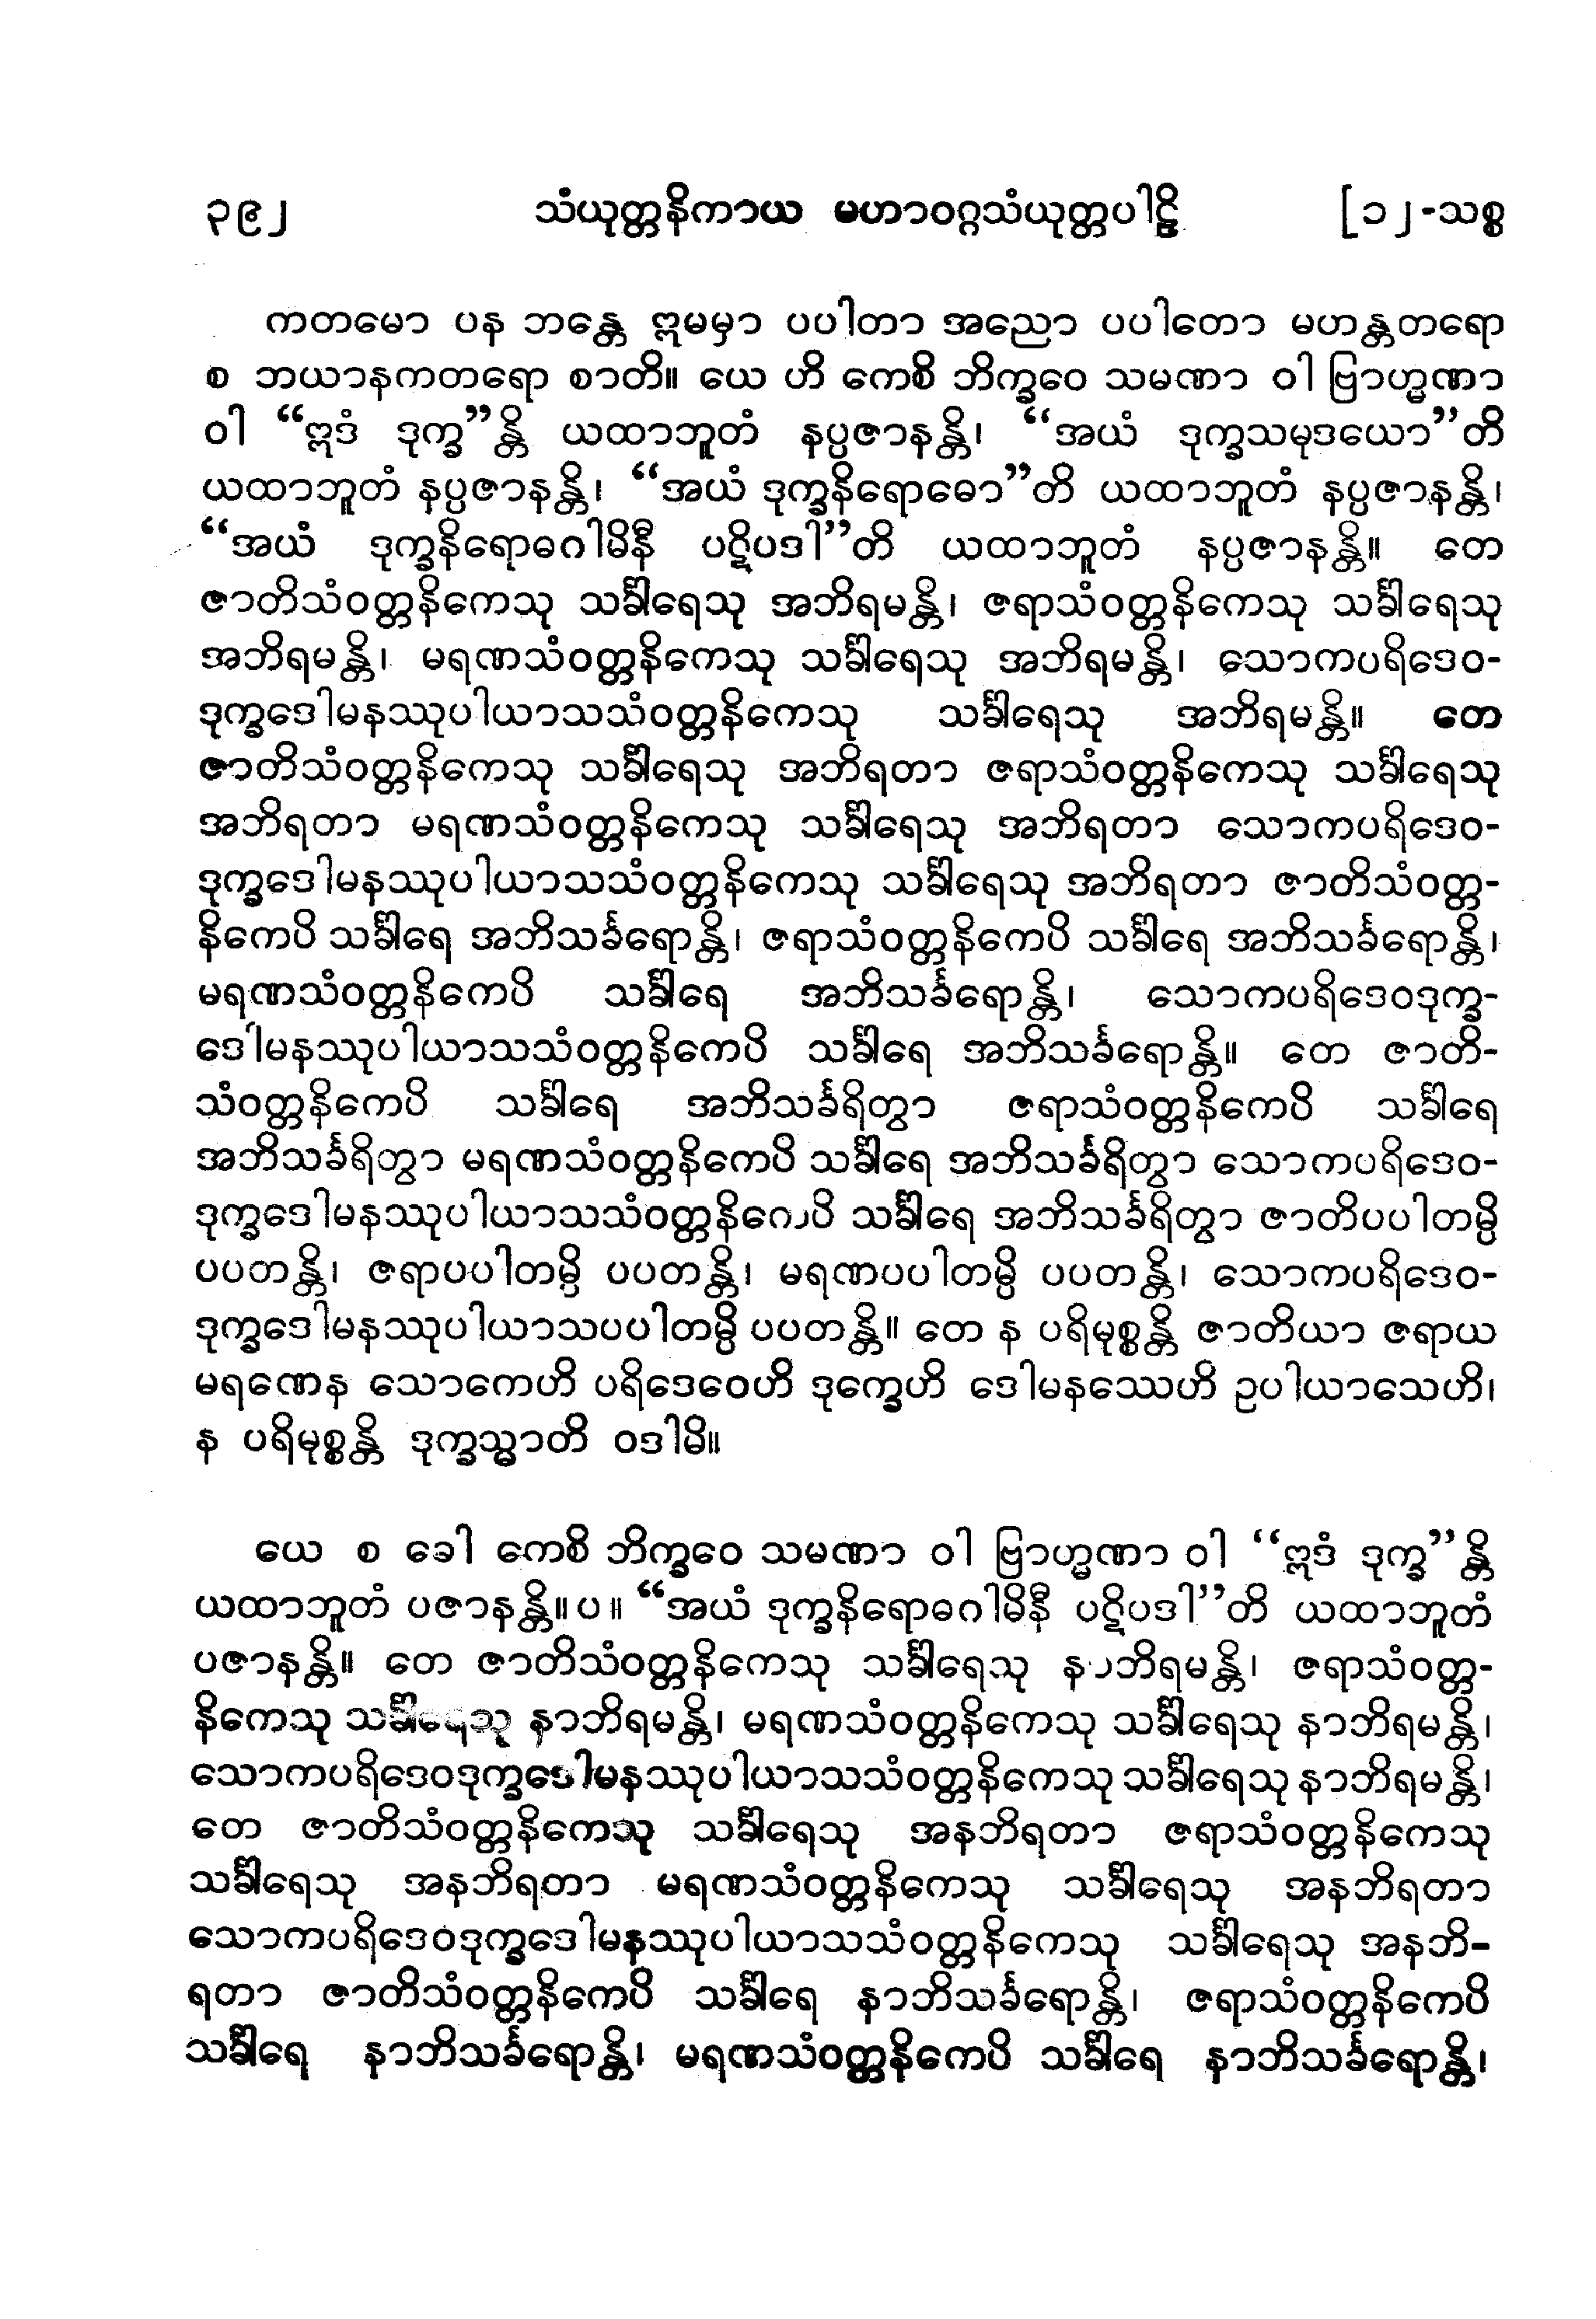 ၃၉၂ သံယုတ္တနိကာယ မဟာဝဂ္ဂသံယုတ္တပါဠိ [၁၂-သစ္စ
ကတမော ပန ဘန္တေ ဣမမှာ ပပါတာ အညော ပပါတော မဟန္တတရော
စ ဘယာနကတရော စာတိ။ ယေ ဟိ ကေစိ ဘိက္ခဝေ သမဏာ ဝါ ဗြာဟ္မဏာ
ဝါ “ဣဒံ ဒုက္ခ”န္တိ ယထာဘူတံ နပ္ပဇာနန္တိ၊ “အယံ ဒုက္ခသမုဒယော”တိ
ယထာဘူတံ နပ္ပဇာနန္တိ၊ “အယံ ဒုက္ခနိရောဓော”တိ ယထာဘူတံ နပ္ပဇာနန္တိ၊
“အယံ ဒုက္ခနိရောဓဂါမိနီ ပဋိပဒါ”တိ ယထာဘူတံ နပ္ပဇာနန္တိ။ တေ
ဇာတိသံဝတ္တနိကေသု သင်္ခါရေသု အဘိရမန္တိ၊ ဇရာသံဝတ္တနိကေသု သင်္ခါရေသု
အဘိရမန္တိ၊ မရဏသံဝတ္တနိကေသု သင်္ခါရေသု အဘိရမန္တိ၊ သောကပရိဒေဝ-
ဒုက္ခဒေါမနဿုပါယာသသံဝတ္တနိကေသု သင်္ခါရေသု အဘိရမန္တိ။ တေ
ဇာတိသံဝတ္တနိကေသု သင်္ခါရေသု အဘိရတာ ဇရာသံဝတ္တနိကေသု သင်္ခါရေသု
အဘိရတာ မရဏသံဝတ္တနိကေသု သင်္ခါရေသု အဘိရတာ သောကပရိဒေဝ-
ဒုက္ခဒေါမနဿုပါယာသသံဝတ္တနိကေသု သင်္ခါရေသု အဘိရတာ ဇာတိသံဝတ္တ-
နိကေပိ သင်္ခါရေ အဘိသင်္ခရောန္တိ၊ ဇရာသံဝတ္တနိကေပိ သင်္ခါရေ အဘိသင်္ခရောန္တိ၊
မရဏသံဝတ္တနိကေပိ သင်္ခါရေ အဘိသင်္ခရောန္တိ၊ သောကပရိဒေဝဒုက္ခ-
ဒေါမနဿုပါယာသသံဝတ္တနိကေပိ သင်္ခါရေ အဘိသင်္ခရောန္တိ။ တေ ဇာတိ-
သံဝတ္တနိကေပိ သင်္ခါရေ အဘိသင်္ခရိတွာ ဇရာသံဝတ္တနိကေပိ သင်္ခါရေ
အဘိသင်္ခရိတွာ မရဏသံဝတ္တနိကေပိ သင်္ခါရေ အဘိသင်္ခရိတွာ သောကပရိဒေဝ-
ဒုက္ခဒေါမနဿုပါယာသသံဝတ္တနိကေပိ သင်္ခါရေ အဘိသင်္ခရိတွာ ဇာတိပပါတမ္ပိ
ပပတန္တိ၊ ဇရာပပါတမ္ပိ ပပတန္တိ၊ မရဏပပါတမ္ပိ ပပတန္တိ၊ သောကပရိဒေဝ-
ဒုက္ခဒေါမနဿုပါယာသပပါတမ္ပိ ပပတန္တိ။ တေ န ပရိမုစ္စန္တိ ဇာတိယာ ဇရာယ
မရဏေန သောကေဟိ ပရိဒေဝေဟိ ဒုက္ခေဟိ ဒေါမနဿေဟိ ဥပါယာသေဟိ၊
န ပရိမုစ္စန္တိ ဒုက္ခသ္မာတိ ဝဒါမိ။
ယေ စ ခေါ ကေစိ ဘိက္ခဝေ သမဏာ ဝါ ဗြာဟ္မဏာ ဝါ “ဣဒံ ဒုက္ခ”န္တိ
ယထာဘူတံ ပဇာနန္တိ။ပ။ “အယံ ဒုက္ခနိရောဓဂါမိနီ ပဋိပဒါ”တိ ယထာဘူတံ
ပဇာနန္တိ။ တေ ဇာတိသံဝတ္တနိကေသု သင်္ခါရေသု နာဘိရမန္တိ၊ ဇရာသံဝတ္တ-
နိကေသု သင်္ခါရေသု နာဘိရမန္တိ၊ မရဏသံဝတ္တနိကေသု သင်္ခါရေသု နာဘိရမန္တိ၊
သောကပရိဒေဝဒုက္ခဒေါမနဿုပါယာသသံဝတ္တနိကေသု သင်္ခါရေသု နာဘိရမန္တိ၊
တေ ဇာတိသံဝတ္တနိကေသု သင်္ခါရေသု အနဘိရတာ ဇရာသံဝတ္တနိကေသု
သင်္ခါရေသု အနဘိရတာ မရဏသံဝတ္တနိကေသု သင်္ခါရေသု အနဘိရတာ
သောကပရိဒေဝဒုက္ခဒေါမနဿုပါယာသသံဝတ္တနိကေသု သင်္ခါရေသု အနဘိ-
ရတာ ဇာတိသံဝတ္တနိကေပိ သင်္ခါရေ နာဘိသင်္ခရောန္တိ၊ ဇရာသံဝတ္တနိကေပိ
သင်္ခါရေ နာဘိသင်္ခရောန္တိ၊ မရဏသံဝတ္တနိကေပိ သင်္ခါရေ နာဘိသင်္ခရောန္တိ၊